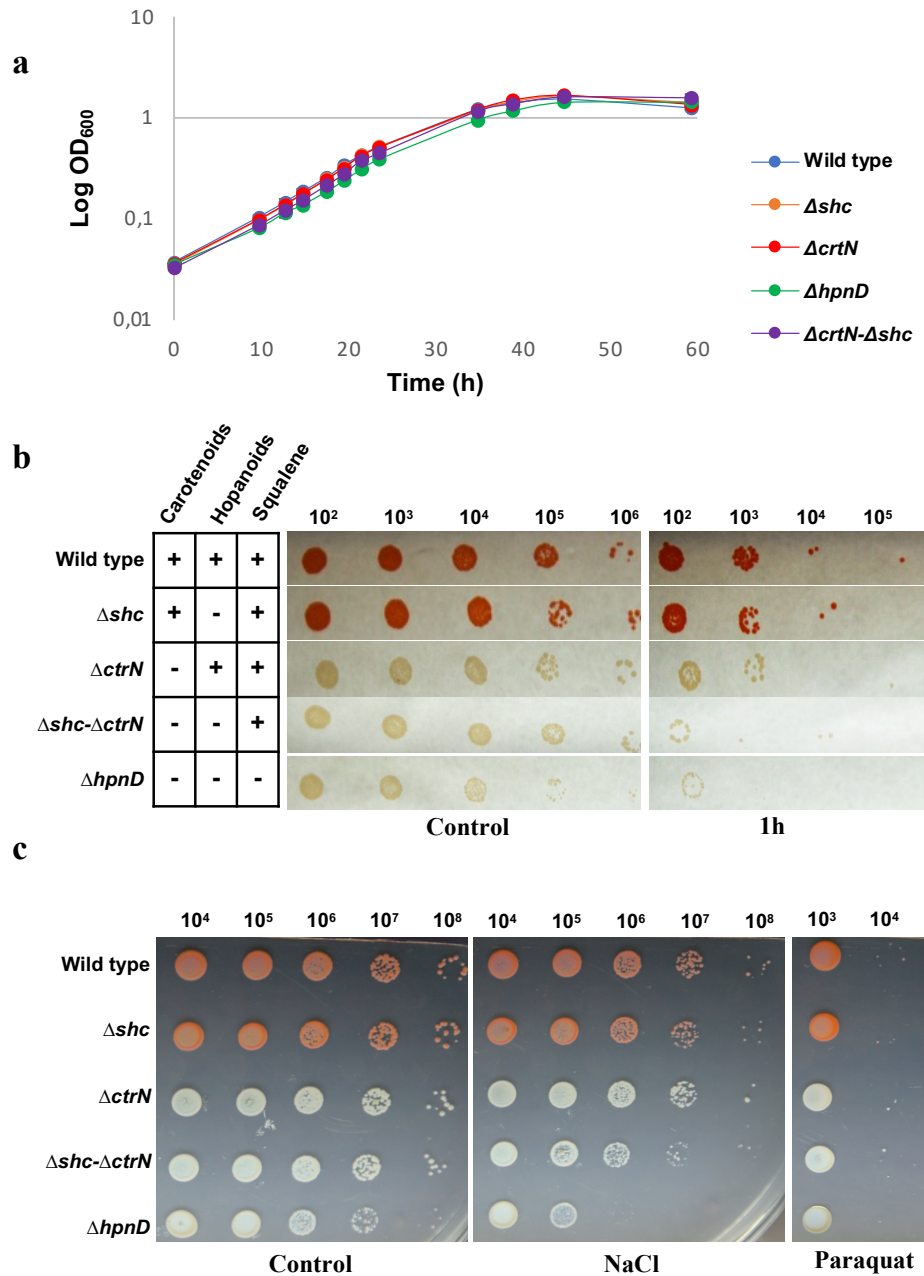 a
Log OD₆₀₀
10
1
0,1
0,01
0 10 20 30 40 50 60
Time (h)
Wild type
Δshc
ΔcrtN
ΔhpnD
ΔcrtN-Δshc
b
Carotenoids
Hopanoids
Squalene
10² 10³ 10⁴ 10⁵ 10⁶ 10² 10³ 10⁴ 10⁵
Wild type + + +
Δshc + - +
ΔctrN - + +
Δshc-ΔctrN - - +
ΔhpnD - - -
Control 1h
c
10⁴ 10⁵ 10⁶ 10⁷ 10⁸ 10⁴ 10⁵ 10⁶ 10⁷ 10⁸ 10³ 10⁴
Wild type
Δshc
ΔctrN
Δshc-ΔctrN
ΔhpnD
Control NaCl Paraquat